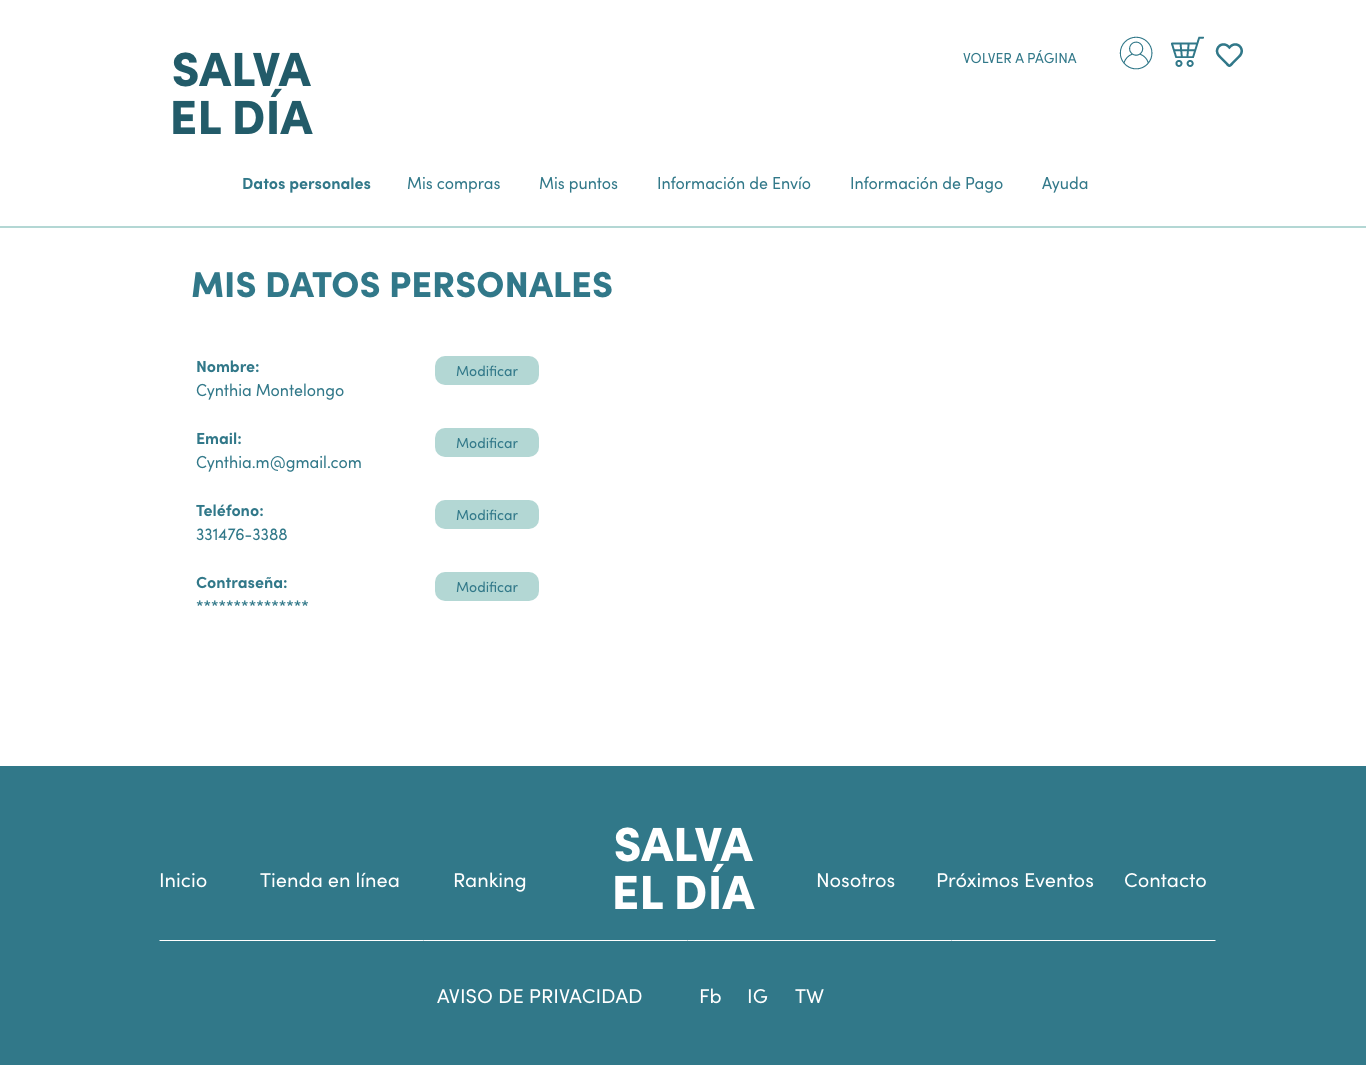 SALVA
EL DÍA
VOLVER A PÁGINA
Datos personales Mis compras Mis puntos Información de Envío Información de Pago Ayuda
MIS DATOS PERSONALES
Nombre:
Modificar
Cynthia Montelongo
Email:
Modificar
Cynthia.m@gmail.com
Teléfono:
Modificar
331476-3388
Contraseña:
Modificar
***************
SALVA
EL DÍA
Inicio Tienda en línea Ranking Nosotros Próximos Eventos Contacto
AVISO DE PRIVACIDAD Fb IG TW